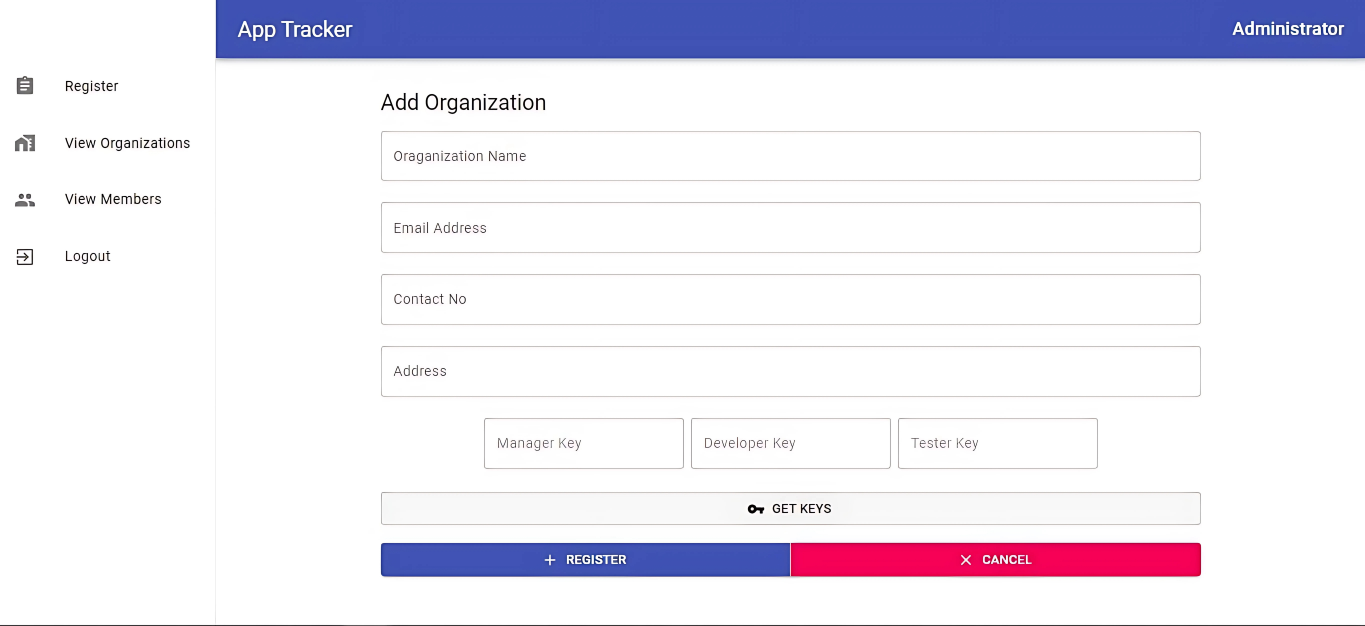 App Tracker
Administrator
Register
View Organizations
View Members
Logout
Add Organization
Oraganization Name
Email Address
Contact No
Address
Manager Key
Developer Key
Tester Key
GET KEYS
REGISTER
CANCEL